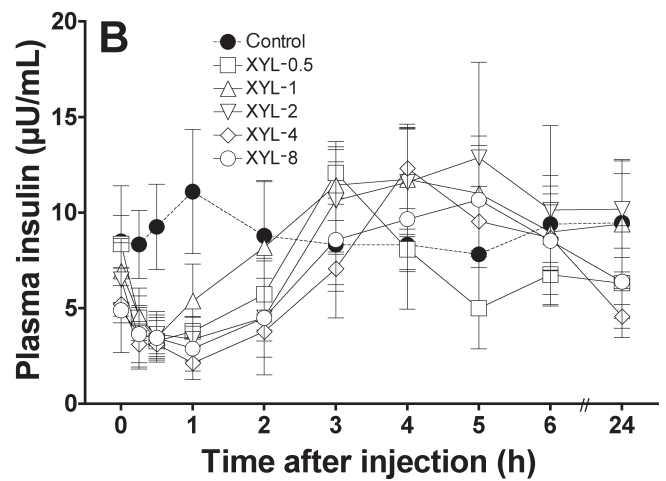 B
Control
XYL-0.5
XYL-1
XYL-2
XYL-4
XYL-8
Plasma insulin (µU/mL)
20
15
10
5
0
0 1 2 3 4 5 6 // 24
Time after injection (h)